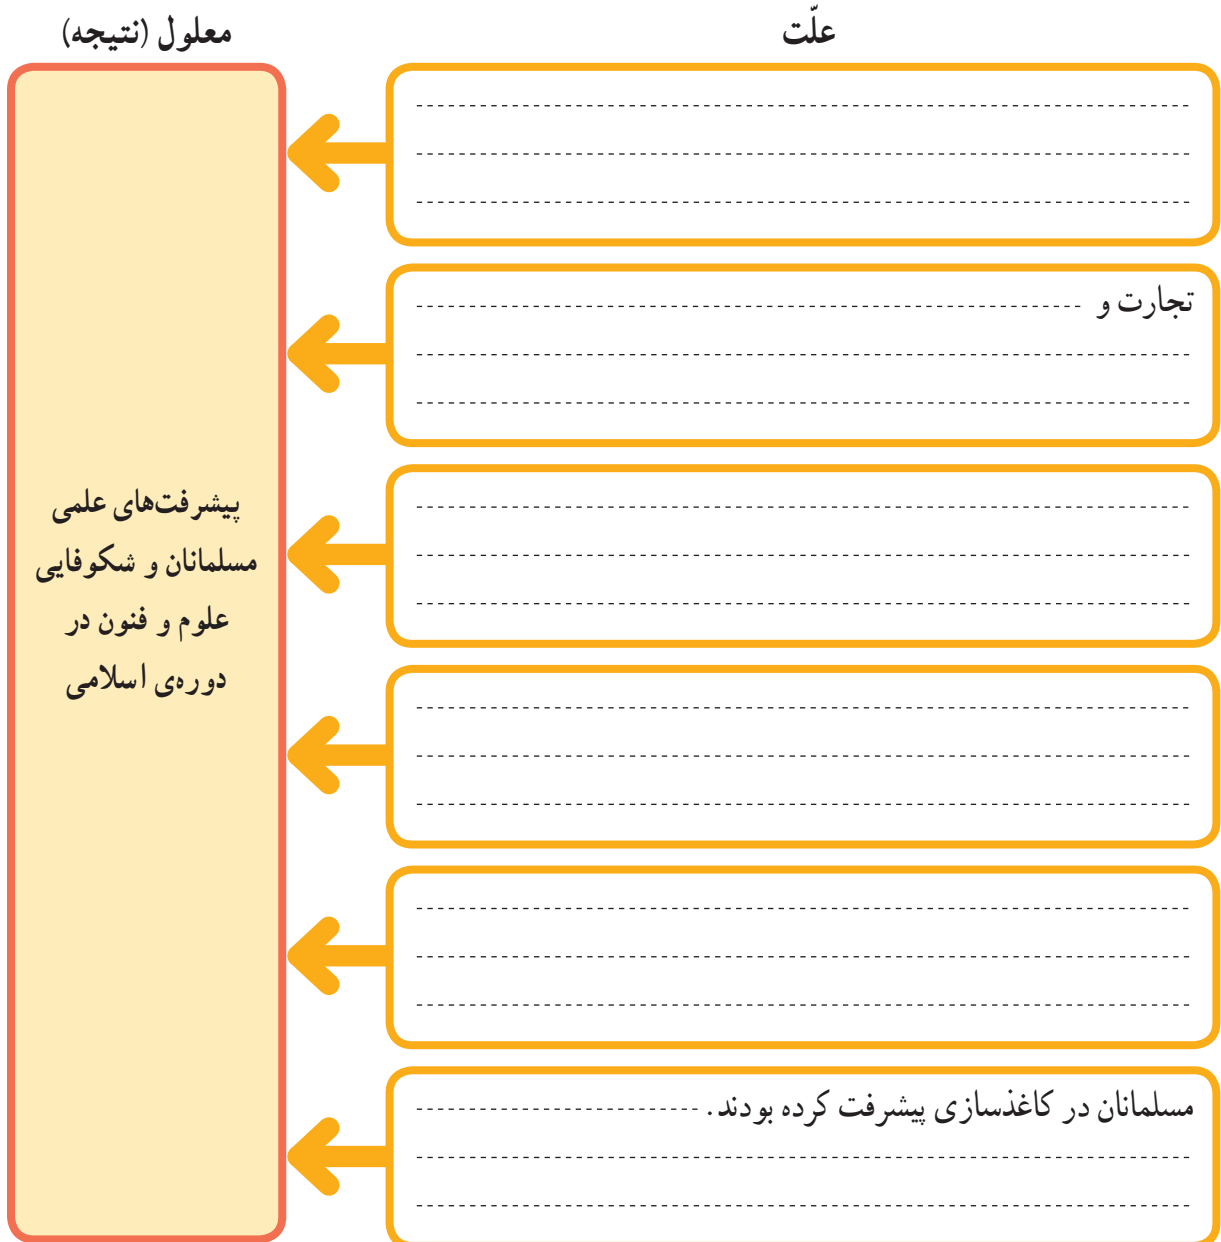 علّت
معلول (نتیجه)
تجارت و
مسلمانان در کاغذسازی پیشرفت کرده بودند.
پیشرفت‌های علمی
مسلمانان و شکوفایی
علوم و فنون در
دوره‌ی اسلامی